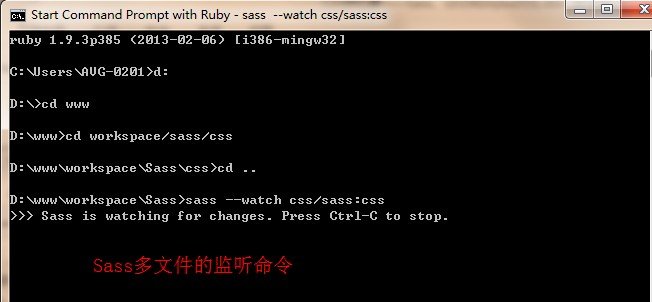 Start Command Prompt with Ruby - sass  --watch css/sass:css
ruby 1.9.3p385 (2013-02-06) [i386-mingw32]
C:\Users\AVG-0201>d:
D:\>cd www
D:\www>cd workspace/sass/css
D:\www\workspace\Sass\css>cd ..
D:\www\workspace\Sass>sass --watch css/sass:css
>>> Sass is watching for changes. Press Ctrl-C to stop.
Sass多文件的监听命令